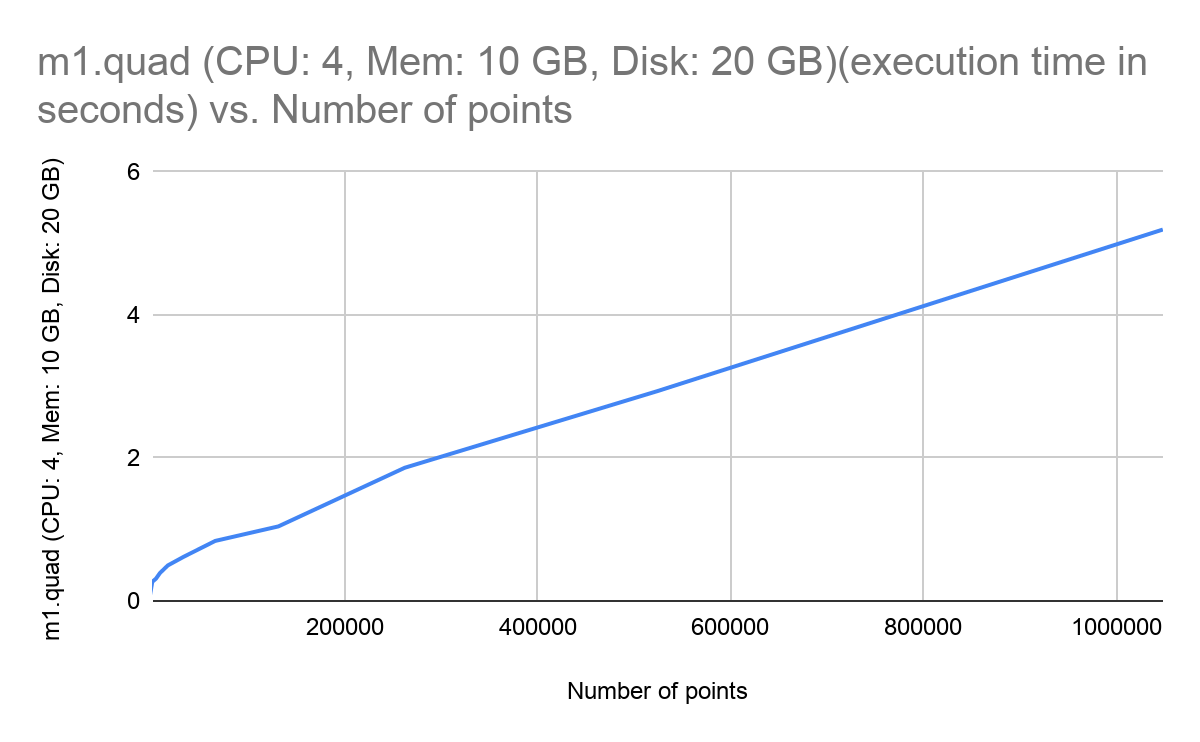 m1.quad (CPU: 4, Mem: 10 GB, Disk: 20 GB)(execution time in
seconds) vs. Number of points
m1.quad (CPU: 4, Mem: 10 GB, Disk: 20 GB)
6
4
2
0
200000
400000
600000
800000
1000000
Number of points